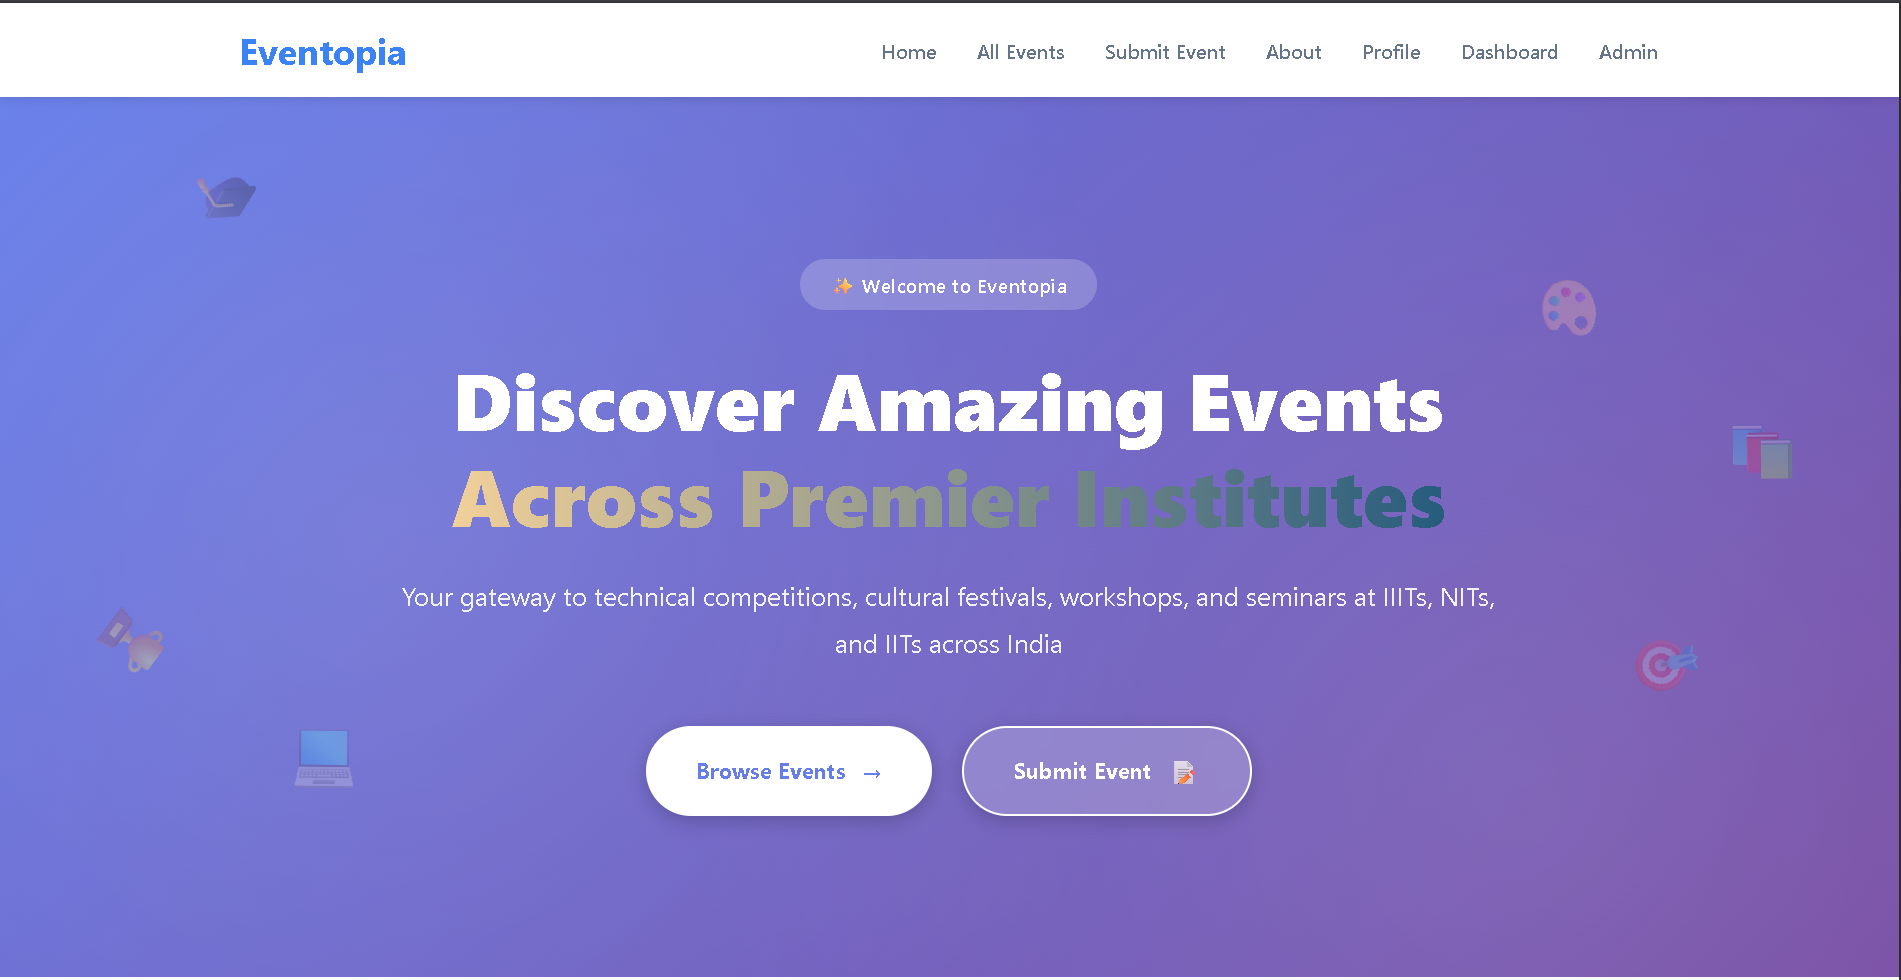 Eventopia
Home All Events Submit Event About Profile Dashboard Admin
✨ Welcome to Eventopia
Discover Amazing Events
Across Premier Institutes
Your gateway to technical competitions, cultural festivals, workshops, and seminars at IIITs, NITs,
and IITs across India
Browse Events →
Submit Event 📝